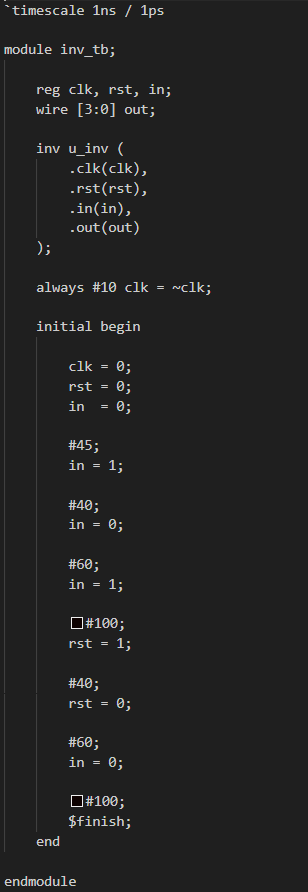 `timescale 1ns / 1ps
module inv_tb;
reg clk, rst, in;
wire [3:0] out;
inv u_inv (
.clk(clk),
.rst(rst),
.in(in),
.out(out)
);
always #10 clk = ~clk;
initial begin
clk = 0;
rst = 0;
in  = 0;
#45;
in = 1;
#40;
in = 0;
#60;
in = 1;
#100;
rst = 1;
#40;
rst = 0;
#60;
in = 0;
#100;
$finish;
end
endmodule